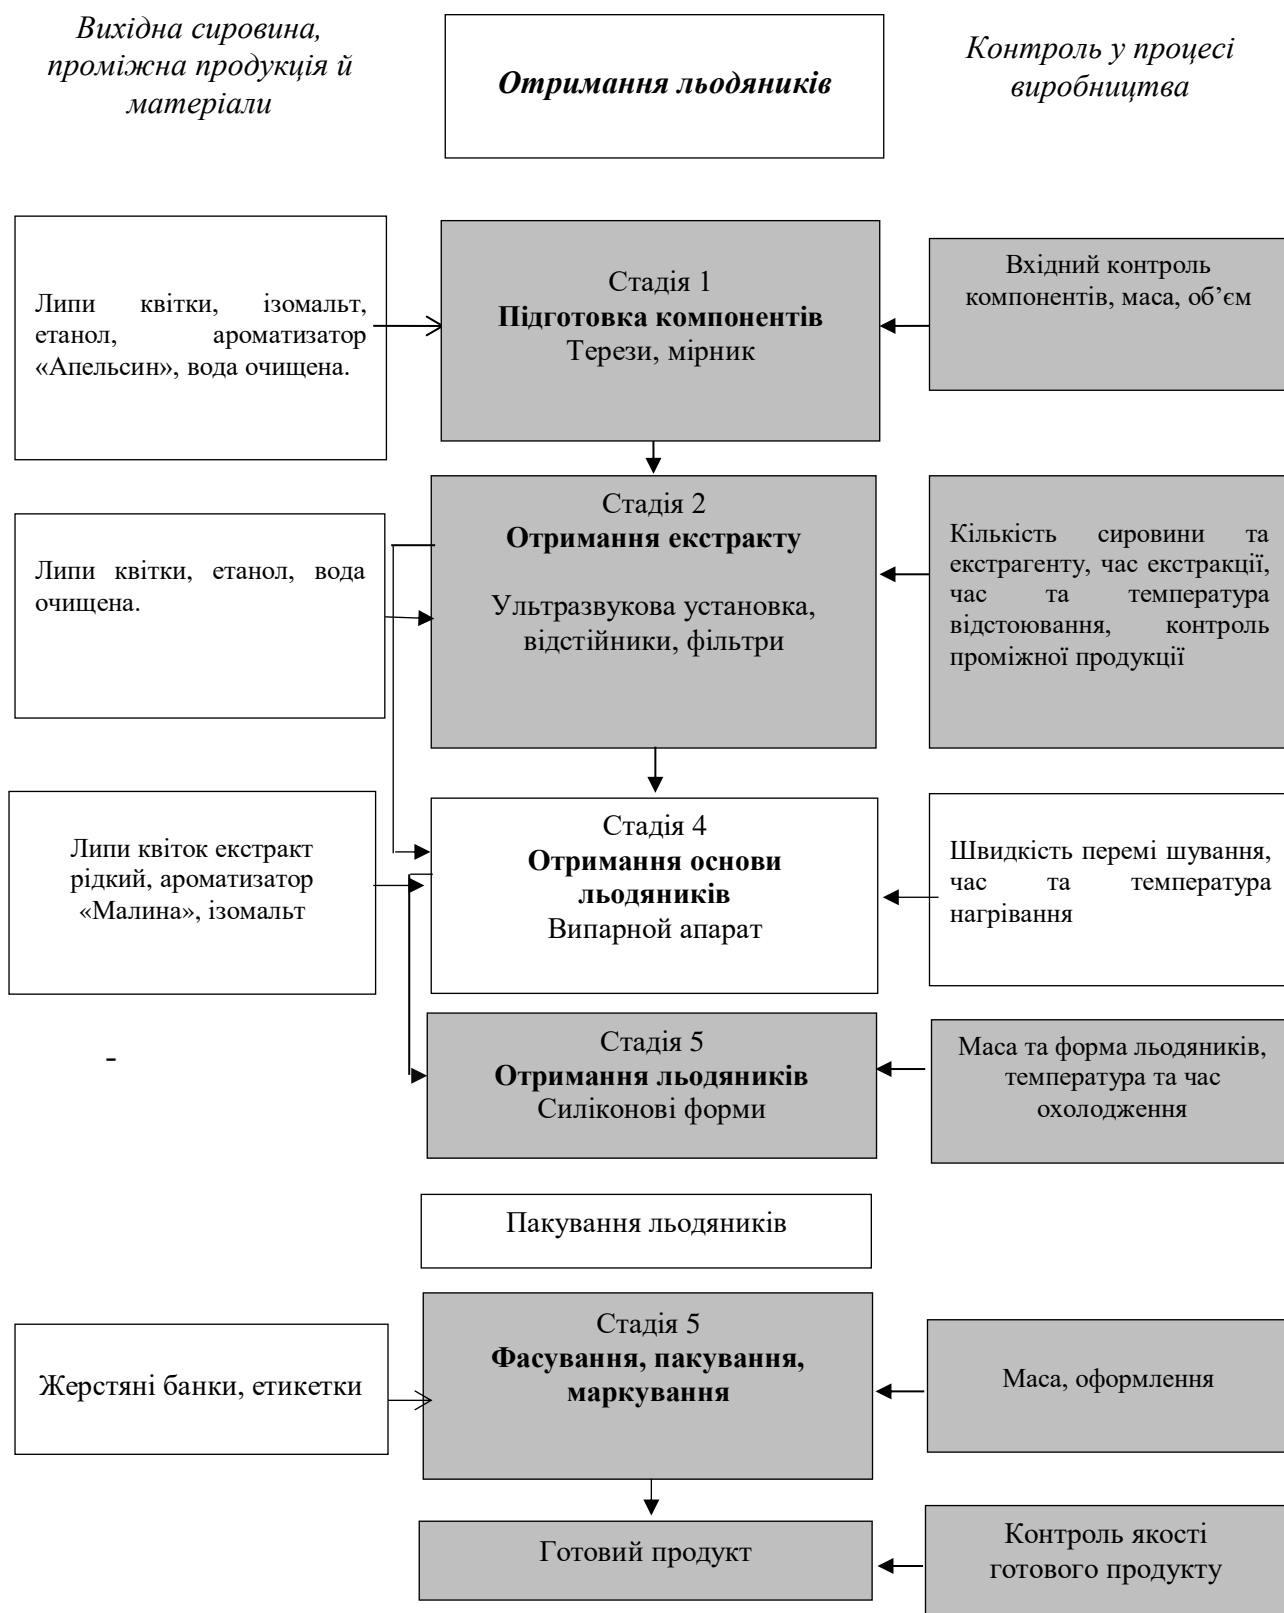 Вихідна сировина,
проміжна продукція й
матеріали
Отримання льодяників
Контроль у процесі
виробництва
Липи квітки, ізомальт,
етанол, ароматизатор
«Апельсин», вода очищена.
Стадія 1
Підготовка компонентів
Терези, мірник
Вхідний контроль
компонентів, маса, об’єм
Липи квітки, етанол, вода
очищена.
Стадія 2
Отримання екстракту
Ультразвукова установка,
відстійники, фільтри
Кількість сировини та
екстрагенту, час екстракції,
час та температура
відстоювання, контроль
проміжної продукції
Липи квіток екстракт
рідкий, ароматизатор
«Малина», ізомальт
Стадія 4
Отримання основи
льодяників
Випарной апарат
Швидкість перемі шування,
час та температура
нагрівання
-
Стадія 5
Отримання льодяників
Силіконові форми
Маса та форма льодяників,
температура та час
охолодження
Пакування льодяників
Жерстяні банки, етикетки
Стадія 5
Фасування, пакування,
маркування
Маса, оформлення
Готовий продукт
Контроль якості
готового продукту